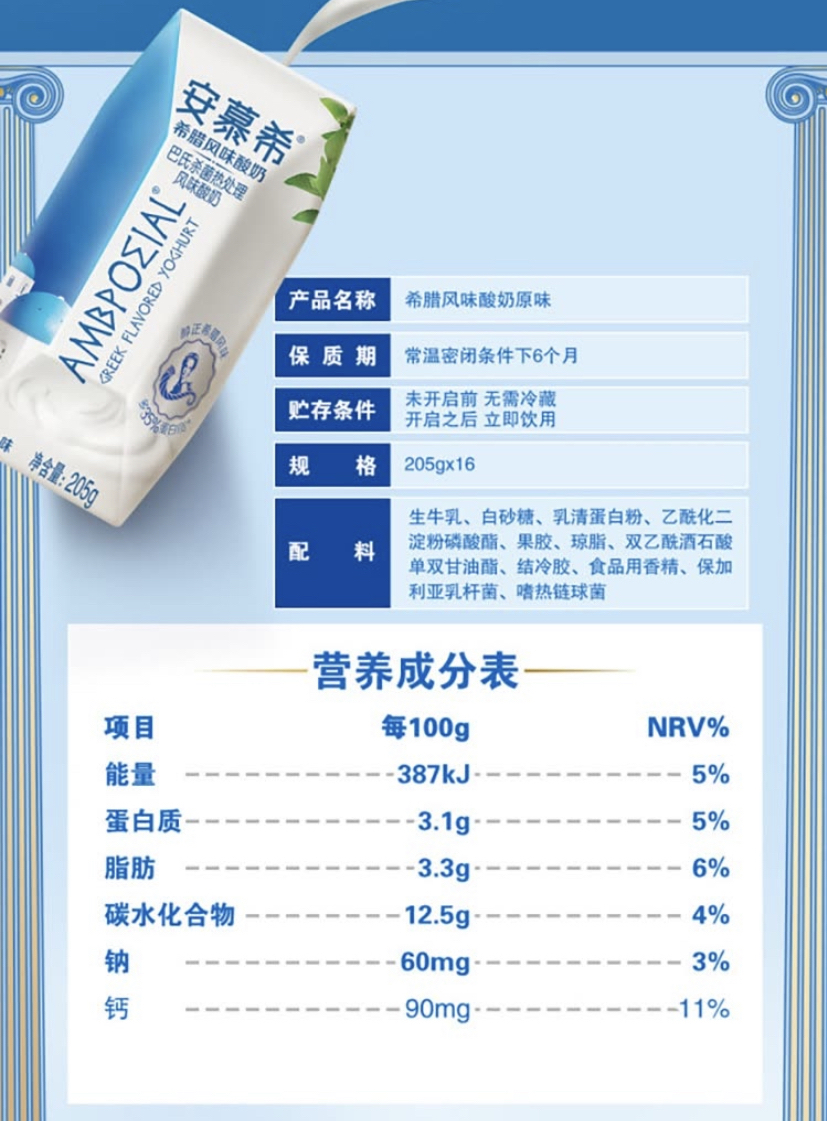 安慕希®
希腊风味酸奶
巴氏杀菌热处理
风味酸奶
AMBPOΣIAL®
GREEK FLAVORED YOGHURT
味
净含量:205g
产品名称 希腊风味酸奶原味
保质期 常温密闭条件下6个月
贮存条件 未开启前 无需冷藏
开启之后 立即饮用
规格 205gx16
配料 生牛乳、白砂糖、乳清蛋白粉、乙酰化二
淀粉磷酸酯、果胶、琼脂、双乙酰酒石酸
单双甘油酯、结冷胶、食品用香精、保加
利亚乳杆菌、嗜热链球菌
营养成分表
项目 每100g NRV%
能量 387kJ 5%
蛋白质 3.1g 5%
脂肪 3.3g 6%
碳水化合物 12.5g 4%
钠 60mg 3%
钙 90mg 11%